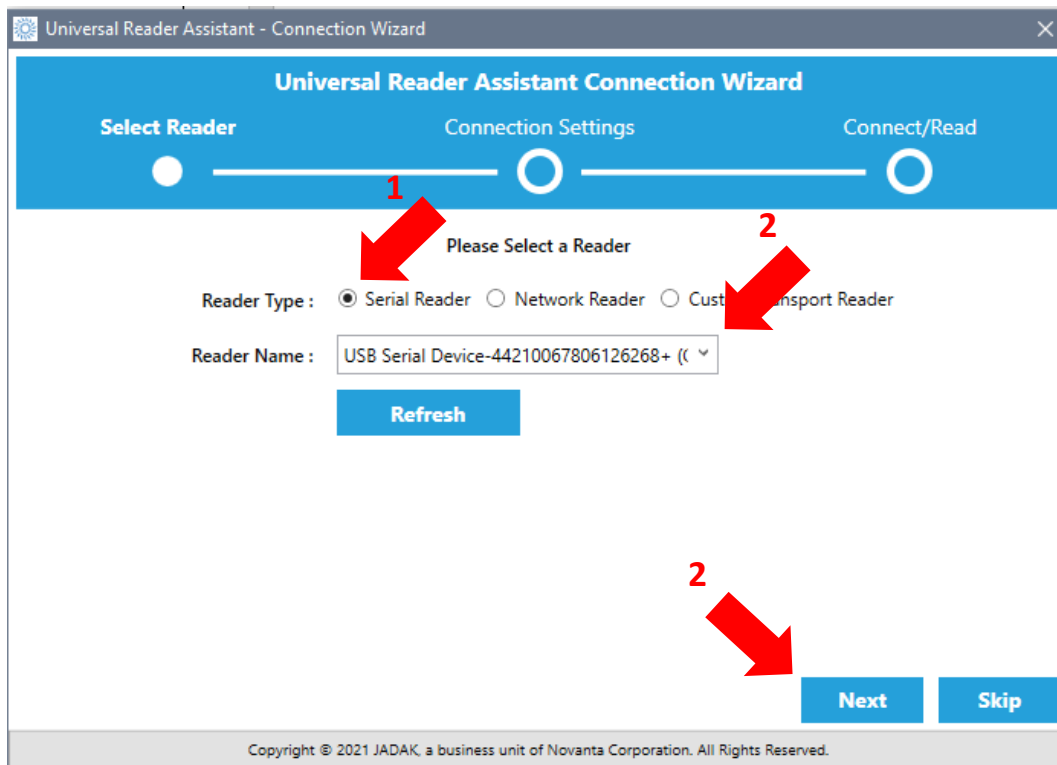 Universal Reader Assistant - Connection Wizard
Universal Reader Assistant Connection Wizard
Select Reader Connection Settings Connect/Read
1
2
Please Select a Reader
Reader Type : Serial Reader Network Reader Transport Reader
Reader Name : USB Serial Device-44210067806126268+ (
Refresh
2
Next Skip
Copyright © 2021 JADAK, a business unit of Novanta Corporation. All Rights Reserved.